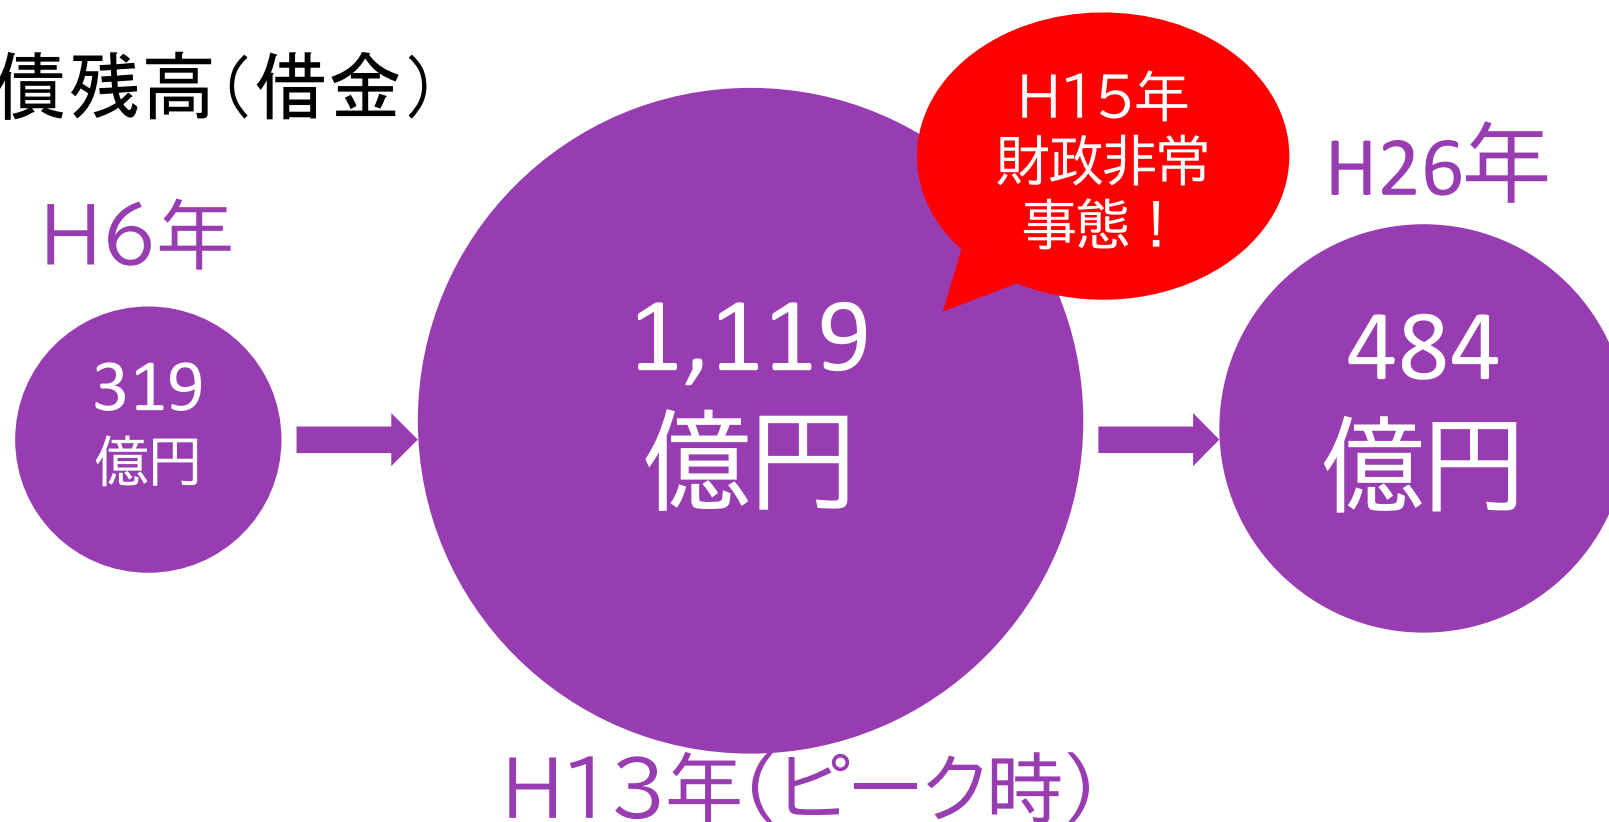 債残高（借金）
H15年
財政非常
事態！
H6年
H26年
319
億円
1,119
億円
484
億円
H13年（ピーク時）